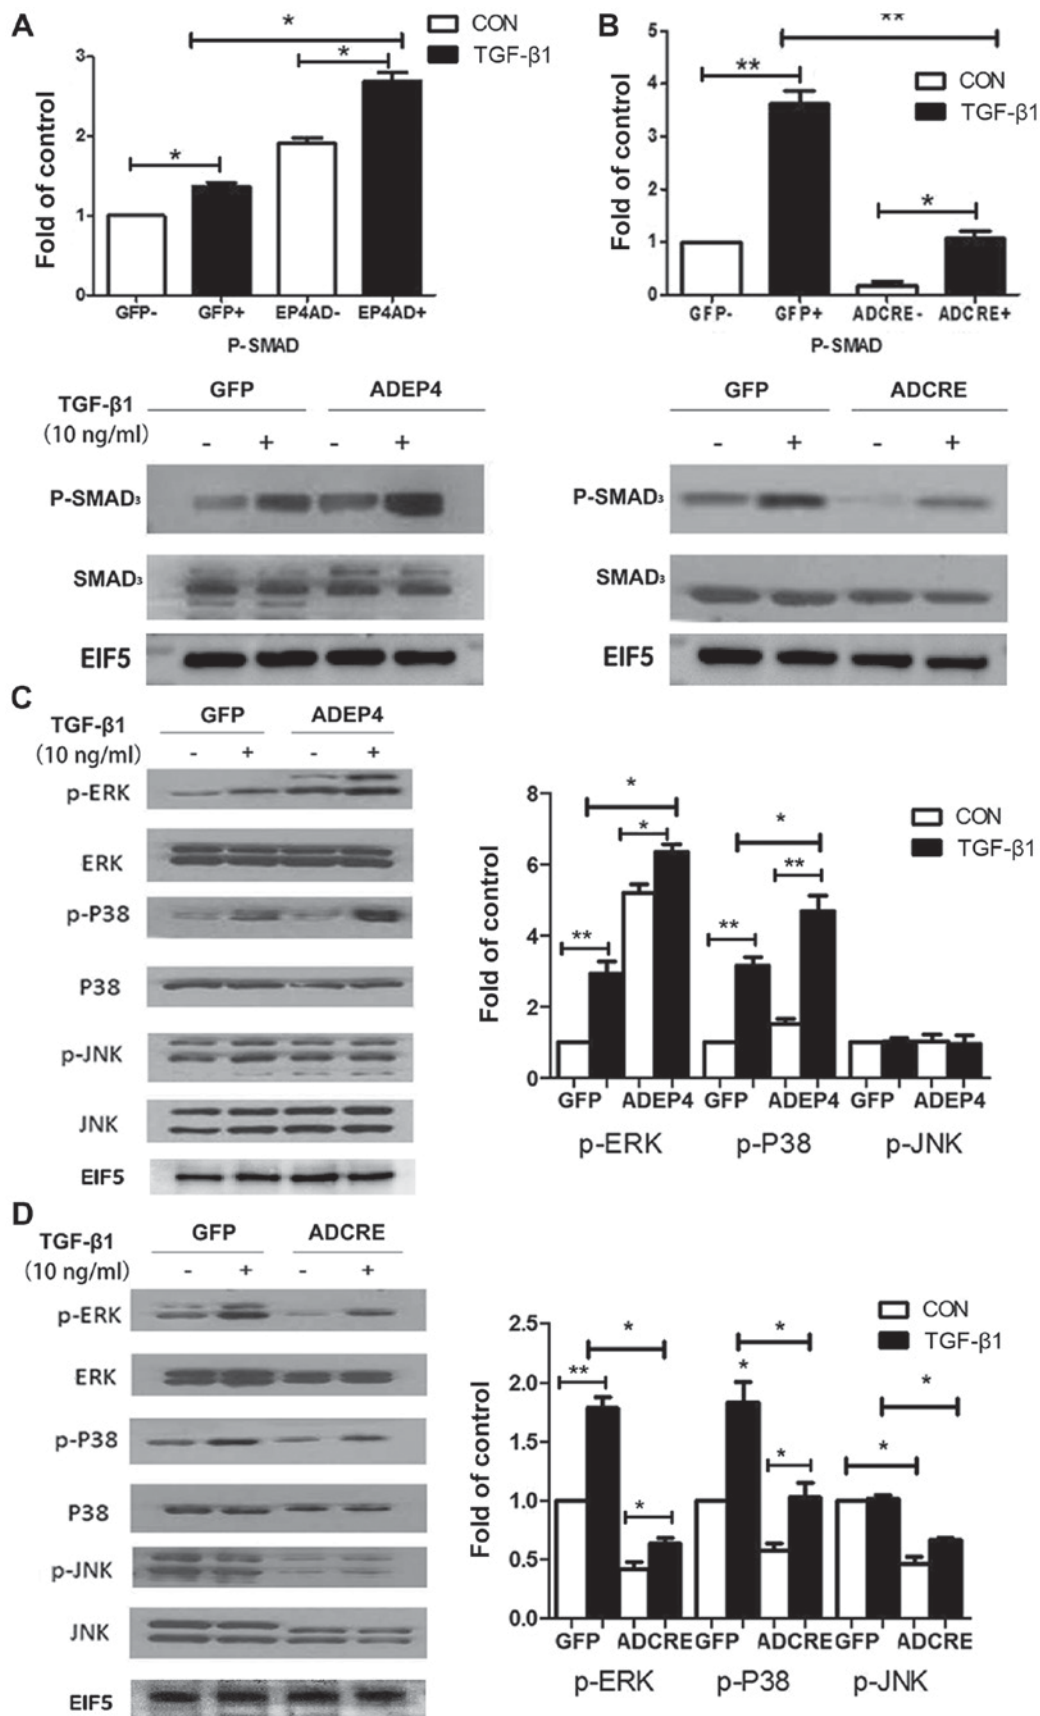 A
*
CON
TGF-β1
*
*
3
2
1
0
Fold of control
GFP-
GFP+
EP4AD-
EP4AD+
P-SMAD
B
**
**
CON
TGF-β1
*
5
4
3
2
1
0
Fold of control
GFP-
GFP+
ADCRE-
ADCRE+
P-SMAD
TGF-β1
(10 ng/ml)
GFP
ADEP4
- + - +
P-SMAD₃
SMAD₃
EIF5
GFP
ADCRE
- + - +
P-SMAD₃
SMAD₃
EIF5
C
TGF-β1
(10 ng/ml)
GFP
ADEP4
- + - +
p-ERK
ERK
p-P38
P38
p-JNK
JNK
EIF5
Fold of control
8
6
4
2
0
*
*
**
*
**
**
CON
TGF-β1
GFP ADEP4 GFP ADEP4 GFP ADEP4
p-ERK p-P38 p-JNK
D
TGF-β1
(10 ng/ml)
GFP
ADCRE
- + - +
p-ERK
ERK
p-P38
P38
p-JNK
JNK
EIF5
Fold of control
2.5
2.0
1.5
1.0
0.5
0.0
*
**
*
*
*
*
*
*
CON
TGF-β1
GFP ADCRE GFP ADCRE GFP ADCRE
p-ERK p-P38 p-JNK